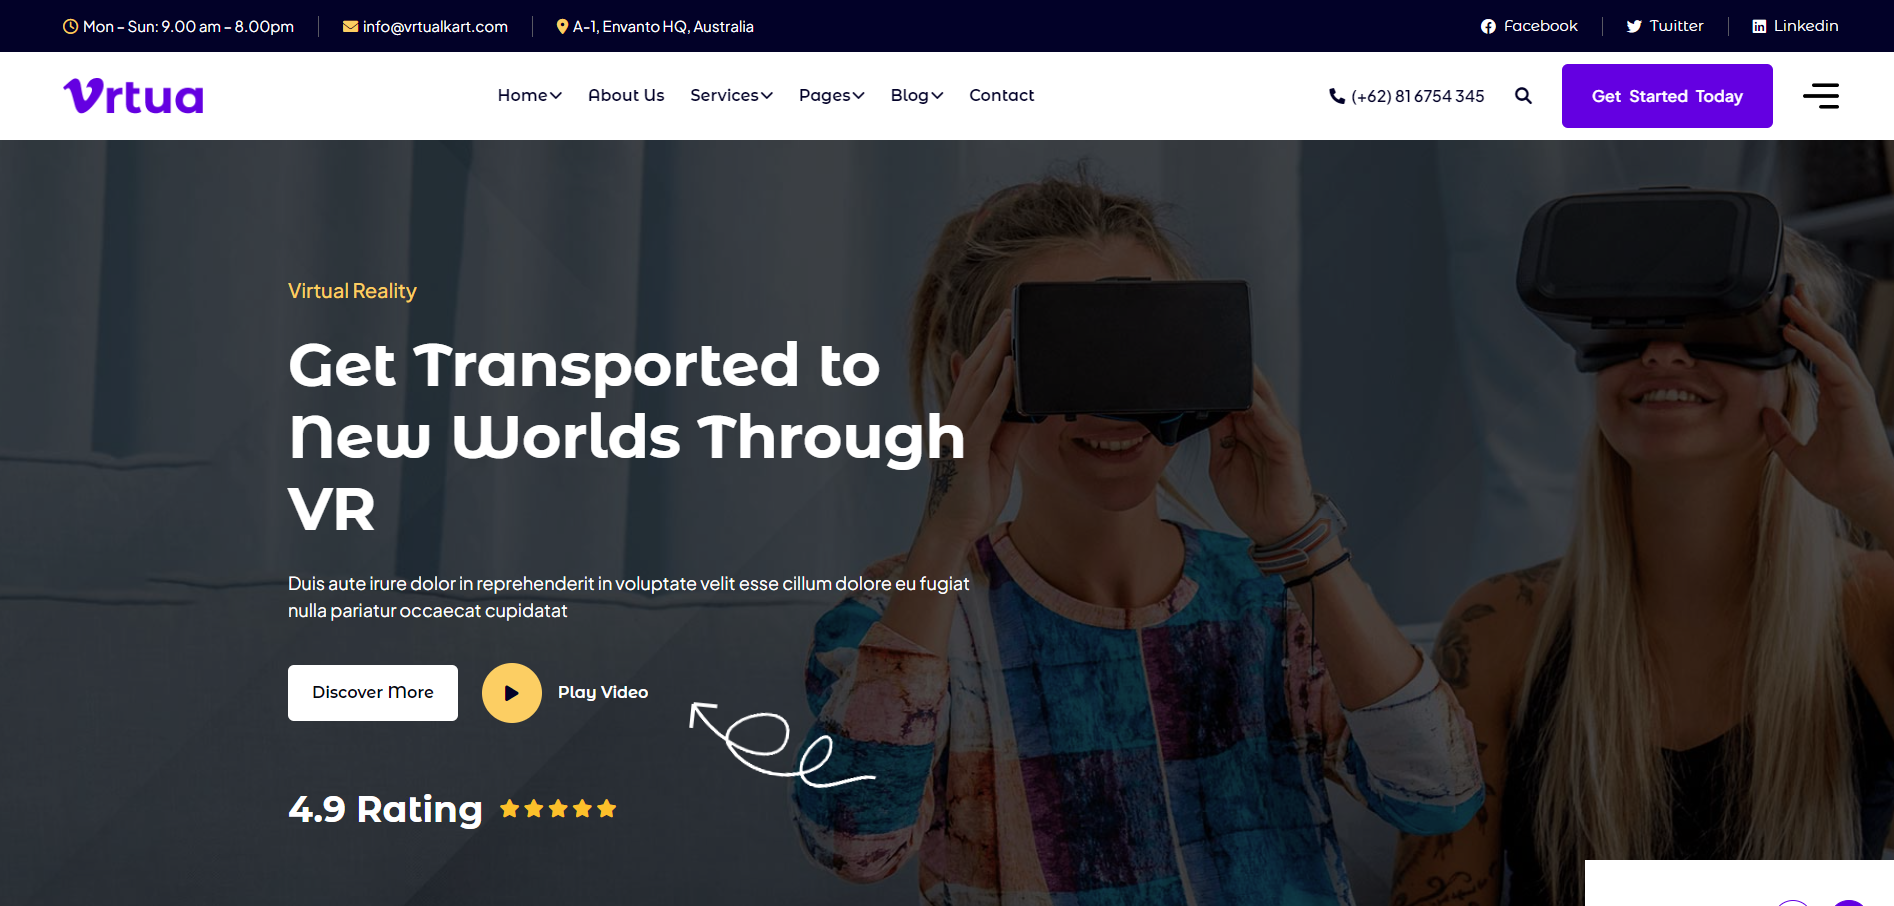 Mon – Sun: 9.00 am – 8.00pm
info@vrtualkart.com
A-1, Envanto HQ, Australia
Facebook
Twitter
Linkedin
Vrtua
Home
About Us
Services
Pages
Blog
Contact
(+62) 81 6754 345
Get Started Today
Virtual Reality
Get Transported to
New Worlds Through
VR
Duis aute irure dolor in reprehenderit in voluptate velit esse cillum dolore eu fugiat
nulla pariatur occaecat cupidatat
Discover More
Play Video
4.9 Rating